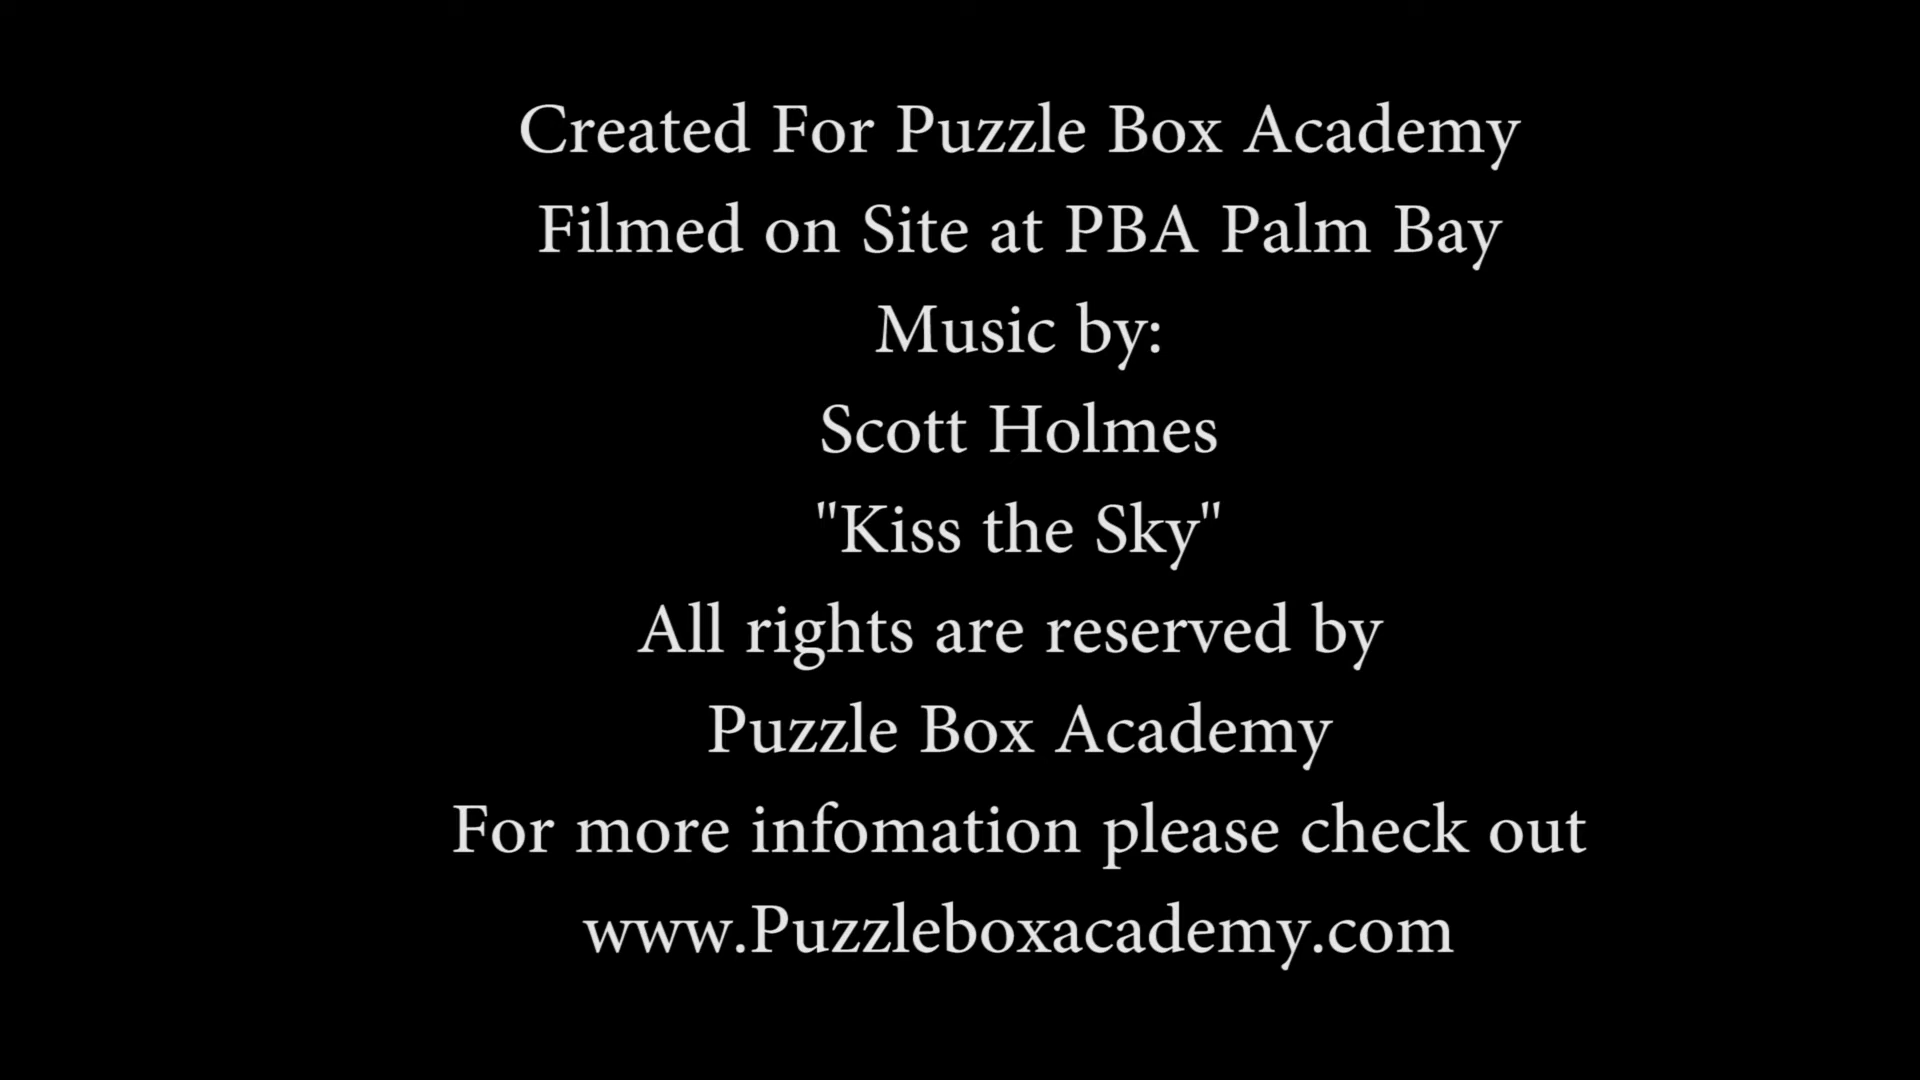 Created For Puzzle Box Academy
Filmed on Site at PBA Palm Bay
Music by:
Scott Holmes
"Kiss the Sky"
All rights are reserved by
Puzzle Box Academy
For more infomation please check out
www.Puzzleboxacademy.com